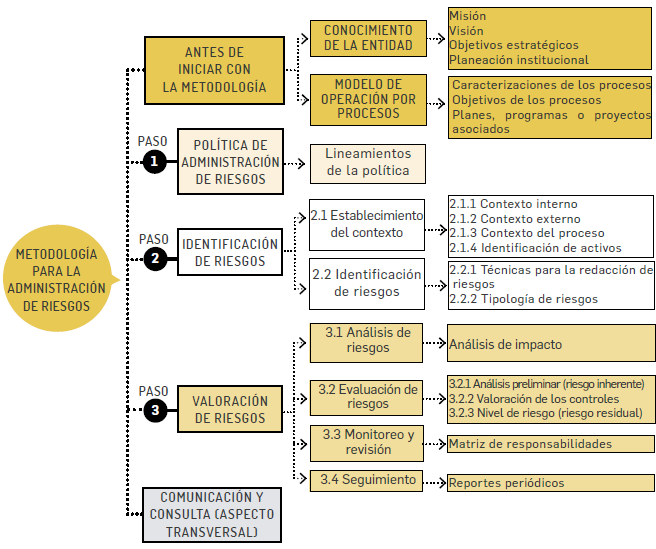 METODOLOGÍA
PARA LA
ADMINISTRACIÓN
DE RIESGOS
ANTES DE
INICIAR CON
LA METODOLOGÍA
CONOCIMIENTO
DE LA ENTIDAD
Misión
Visión
Objetivos estratégicos
Planeación institucional
MODELO DE
OPERACIÓN POR
PROCESOS
Caracterizaciones de los procesos
Objetivos de los procesos
Planes, programas o proyectos
asociados
PASO
1
POLÍTICA DE
ADMINISTRACIÓN
DE RIESGOS
Lineamientos
de la política
PASO
2
IDENTIFICACIÓN
DE RIESGOS
2.1 Establecimiento
del contexto
2.1.1 Contexto interno
2.1.2 Contexto externo
2.1.3 Contexto del proceso
2.1.4 Identificación de activos
2.2 Identificación
de riesgos
2.2.1 Técnicas para la redacción de
riesgos
2.2.2 Tipología de riesgos
PASO
3
VALORACIÓN
DE RIESGOS
3.1 Análisis de
riesgos
Análisis de impacto
3.2 Evaluación de
riesgos
3.2.1 Análisis preliminar (riesgo inherente)
3.2.2 Valoración de los controles
3.2.3 Nivel de riesgo (riesgo residual)
3.3 Monitoreo y
revisión
Matriz de responsabilidades
3.4 Seguimiento
Reportes periódicos
COMUNICACIÓN Y
CONSULTA (ASPECTO
TRANSVERSAL)